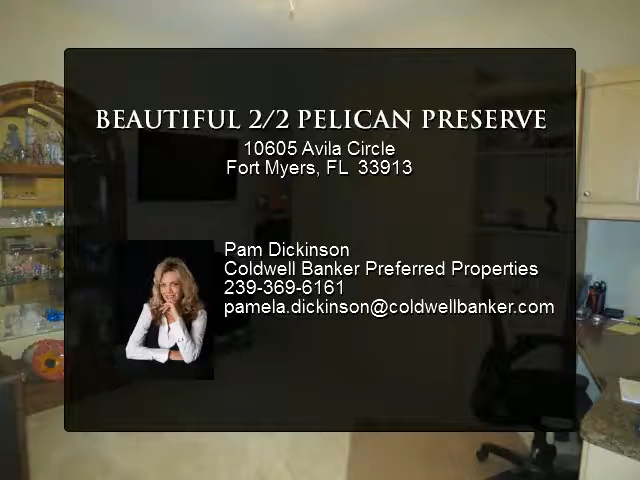 BEAUTIFUL 2/2 PELICAN PRESERVE
10605 Avila Circle
Fort Myers, FL 33913
Pam Dickinson
Coldwell Banker Preferred Properties
239-369-6161
pamela.dickinson@coldwellbanker.com